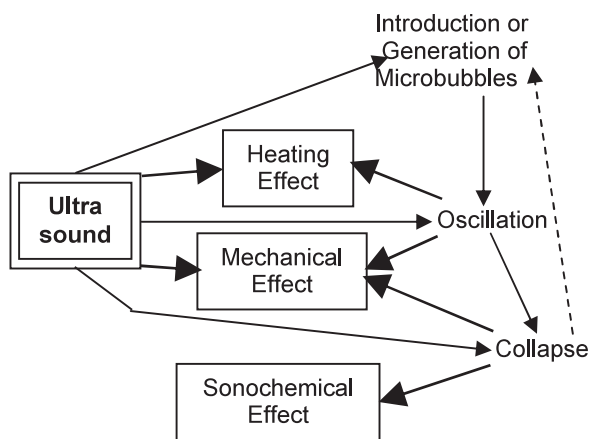 Introduction or
Generation of
Microbubbles
Heating
Effect
Ultra
sound
Oscillation
Mechanical
Effect
Collapse
Sonochemical
Effect